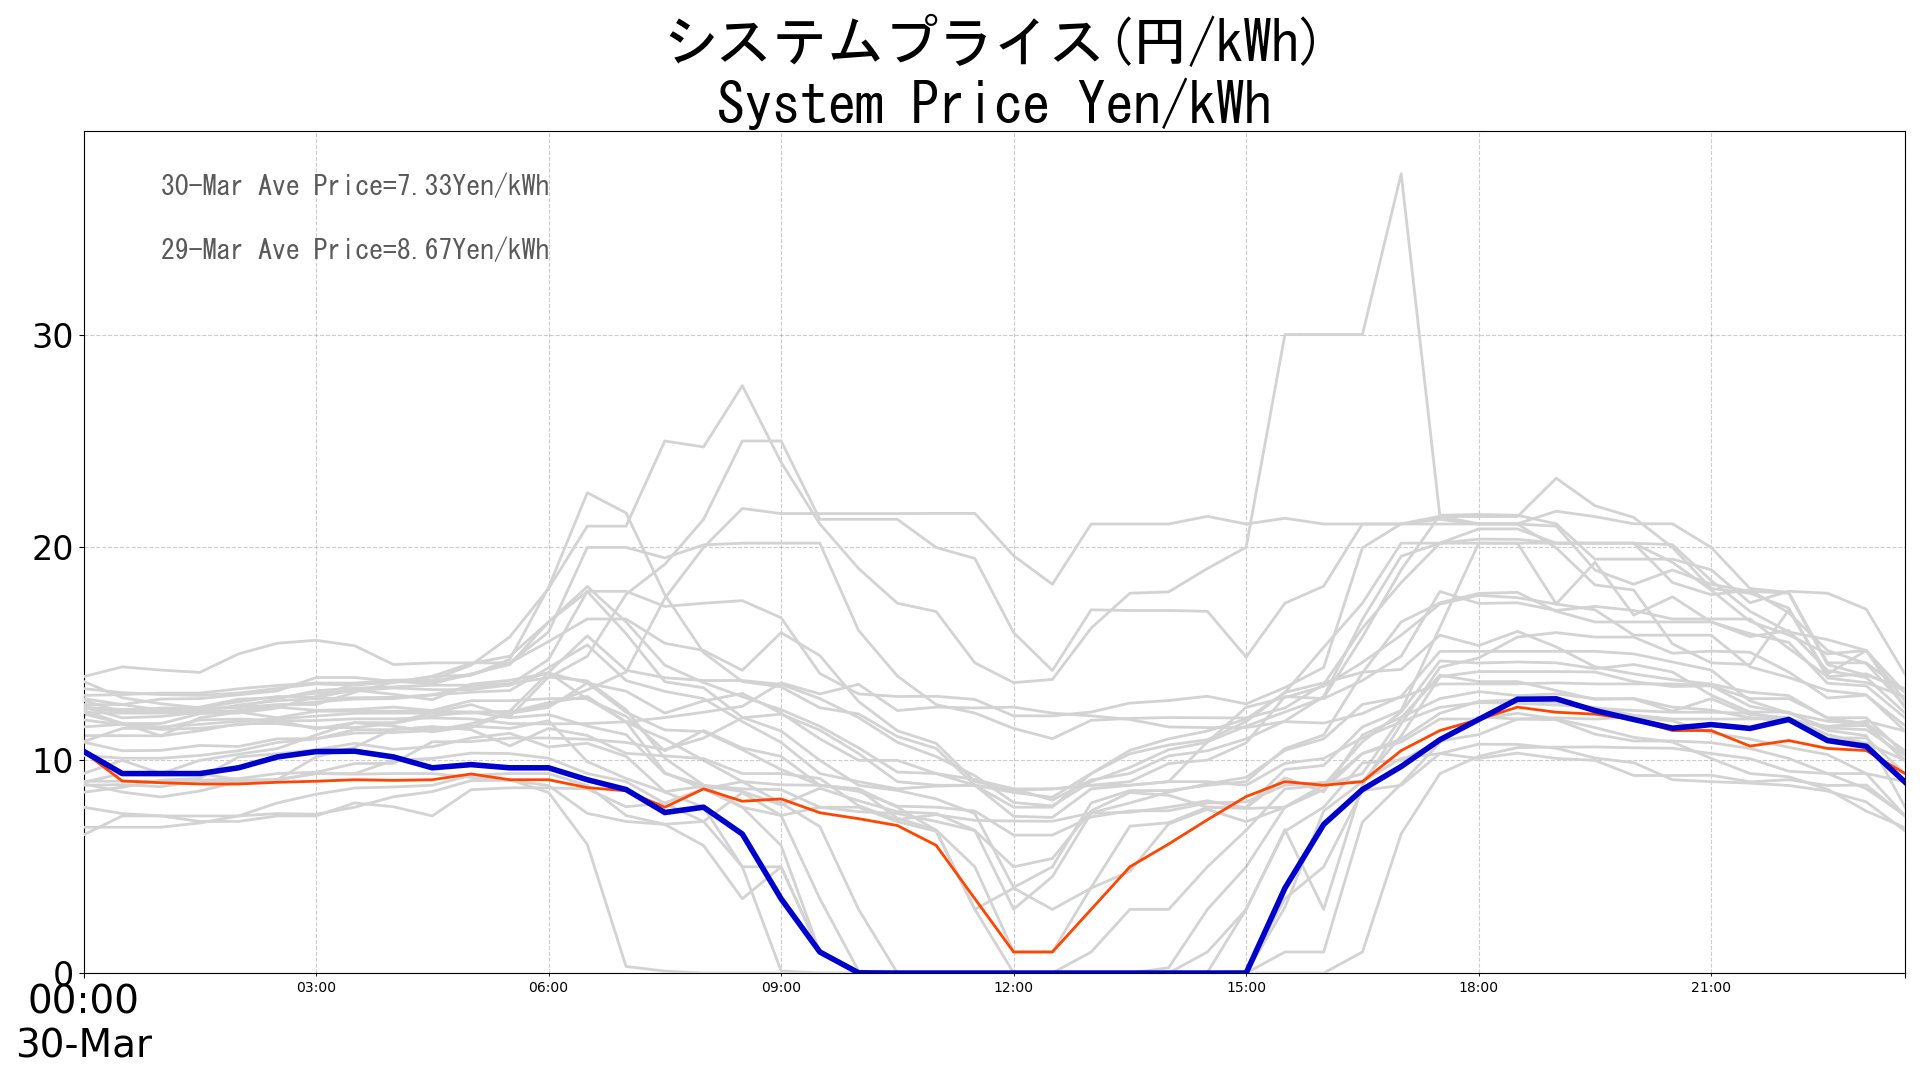 システムプライス(円/kWh)
System Price Yen/kWh
30-Mar Ave Price=7.33Yen/kWh
29-Mar Ave Price=8.67Yen/kWh
30
20
10
0
00:00
03:00
06:00
09:00
12:00
15:00
18:00
21:00
30-Mar